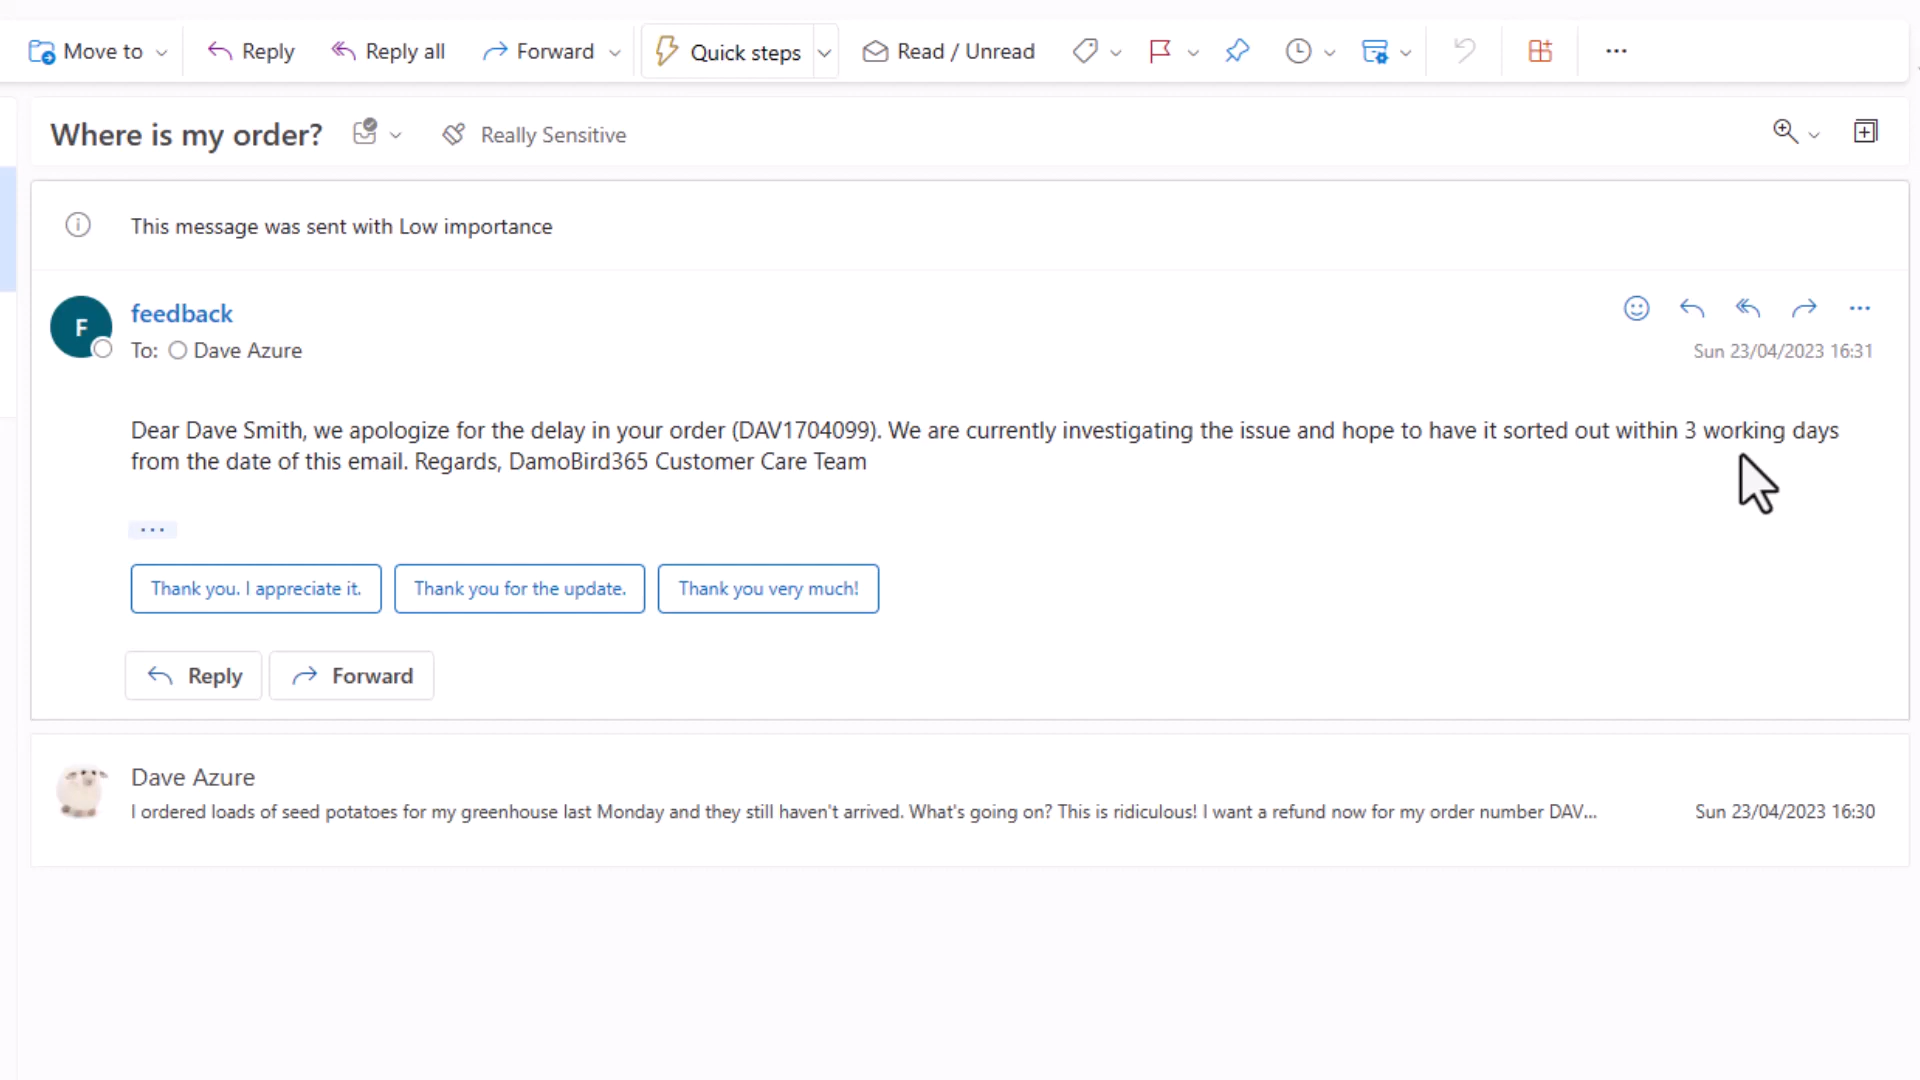 Move to Reply Reply all Forward Quick steps Read / Unread
Where is my order? Really Sensitive
This message was sent with Low importance
F
feedback
To: Dave Azure
Sun 23/04/2023 16:31
Dear Dave Smith, we apologize for the delay in your order (DAV1704099). We are currently investigating the issue and hope to have it sorted out within 3 working days
from the date of this email. Regards, DamoBird365 Customer Care Team
...
Thank you. I appreciate it. Thank you for the update. Thank you very much!
Reply Forward
Dave Azure
I ordered loads of seed potatoes for my greenhouse last Monday and they still haven't arrived. What's going on? This is ridiculous! I want a refund now for my order number DAV... Sun 23/04/2023 16:30